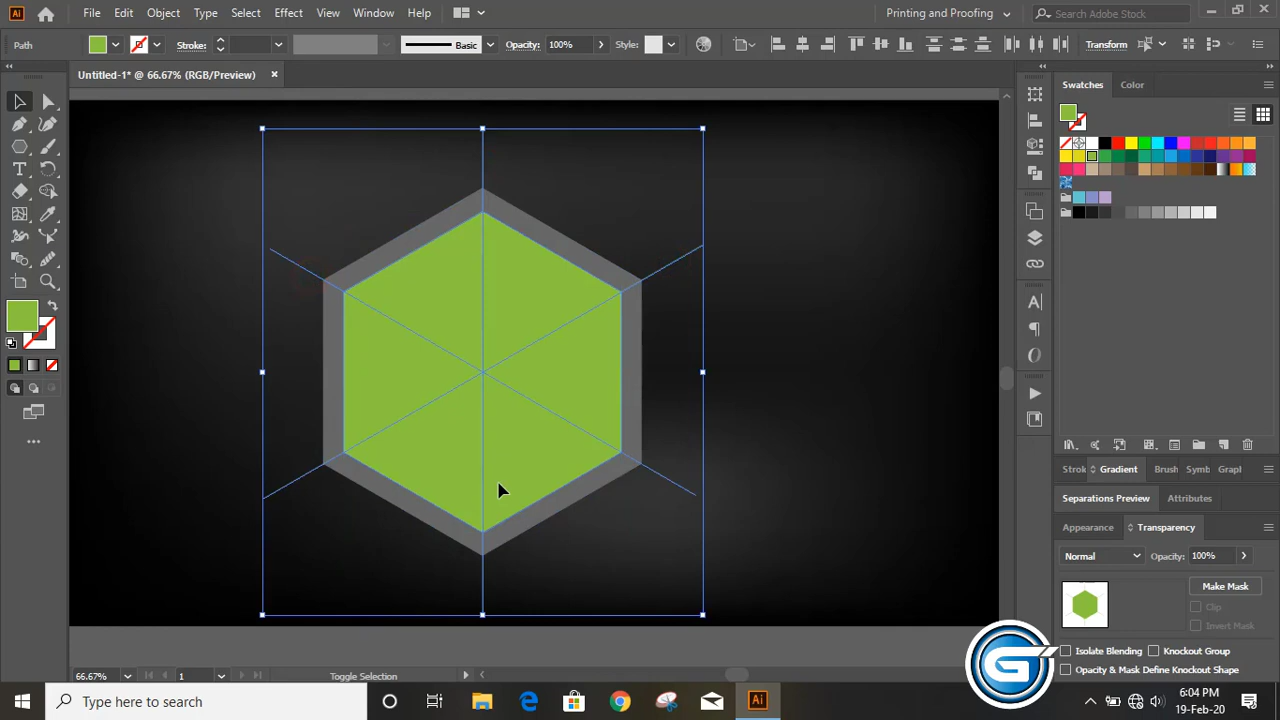 Ai
File Edit Object Type Select Effect View Window Help
Printing and Proofing
Search Adobe Stock
Path
Stroke:
Basic
Opacity: 100%
Style:
Transform
Untitled-1* @ 66.67% (RGB/Preview)
Swatches Color
Strok Gradient Brush Symb Grapl
Separations Preview Attributes
Appearance Transparency
Normal Opacity: 100%
Make Mask
Clip
Invert Mask
Isolate Blending Knockout Group
Opacity & Mask Define Knockout Shape
66.67% 1 Toggle Selection
G
Type here to search
Ai
6:04 PM
19-Feb-20